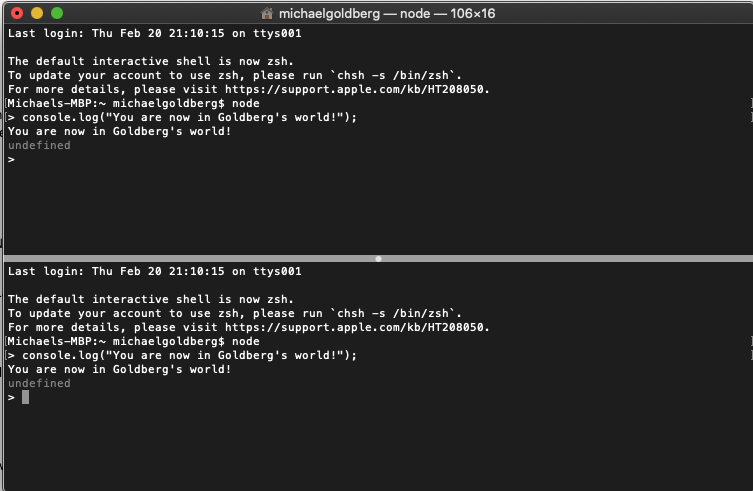 michaelgoldberg — node — 106×16
Last login: Thu Feb 20 21:10:15 on ttys001
The default interactive shell is now zsh.
To update your account to use zsh, please run `chsh -s /bin/zsh`.
For more details, please visit https://support.apple.com/kb/HT208050.
[Michaels-MBP:~ michaelgoldberg$ node ]
[> console.log("You are now in Goldberg's world!"); ]
You are now in Goldberg's world!
undefined
>
Last login: Thu Feb 20 21:10:15 on ttys001
The default interactive shell is now zsh.
To update your account to use zsh, please run `chsh -s /bin/zsh`.
For more details, please visit https://support.apple.com/kb/HT208050.
[Michaels-MBP:~ michaelgoldberg$ node ]
[> console.log("You are now in Goldberg's world!"); ]
You are now in Goldberg's world!
undefined
>